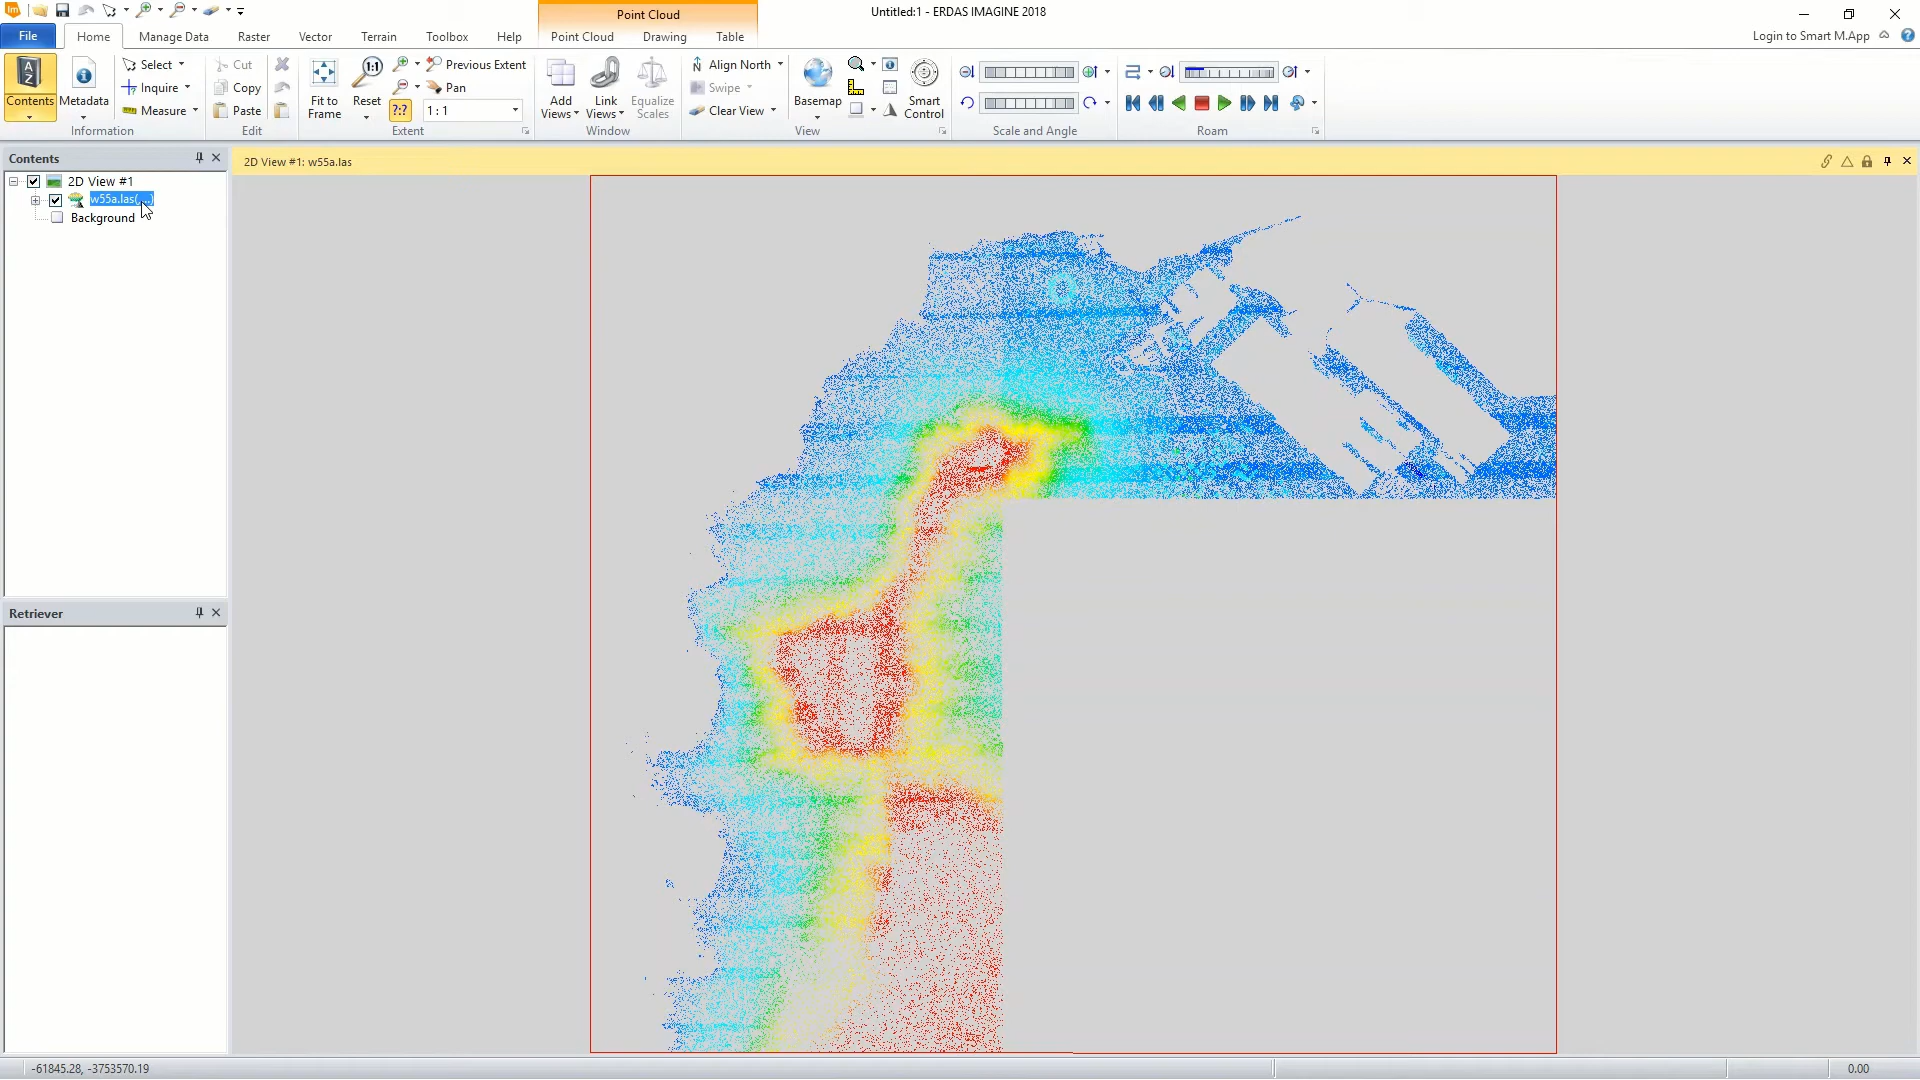 Point Cloud
Untitled:1 - ERDAS IMAGINE 2018
File Home Manage Data Raster Vector Terrain Toolbox Help Point Cloud Drawing Table Login to Smart M.App
Select Cut Previous Extent Align North
Inquire Copy Pan Swipe
Measure Paste 1 : 1 Clear View
Contents Metadata Fit to Frame Reset ?:? 1:1 Add Views Link Views Equalize Scales Basemap Smart Control
Information Edit Extent Window View Scale and Angle Roam
Contents
2D View #1: w55a.las
2D View #1
w55a.las(,...)
Background
Retriever
-61845.28, -3753570.19
0.00